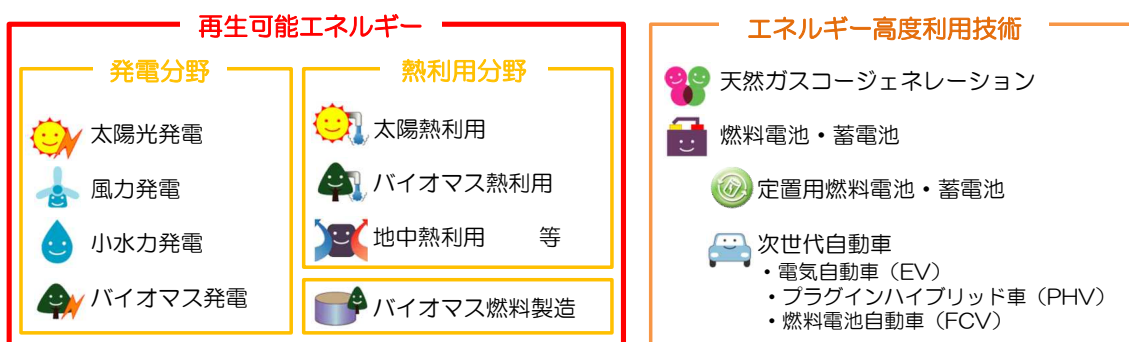 再生可能エネルギー
発電分野
太陽光発電
風力発電
小水力発電
バイオマス発電
熱利用分野
太陽熱利用
バイオマス熱利用
地中熱利用　　等
バイオマス燃料製造
エネルギー高度利用技術
天然ガスコージェネレーション
燃料電池・蓄電池
定置用燃料電池・蓄電池
次世代自動車
・電気自動車（EV）
・プラグインハイブリッド車（PHV）
・燃料電池自動車（FCV）